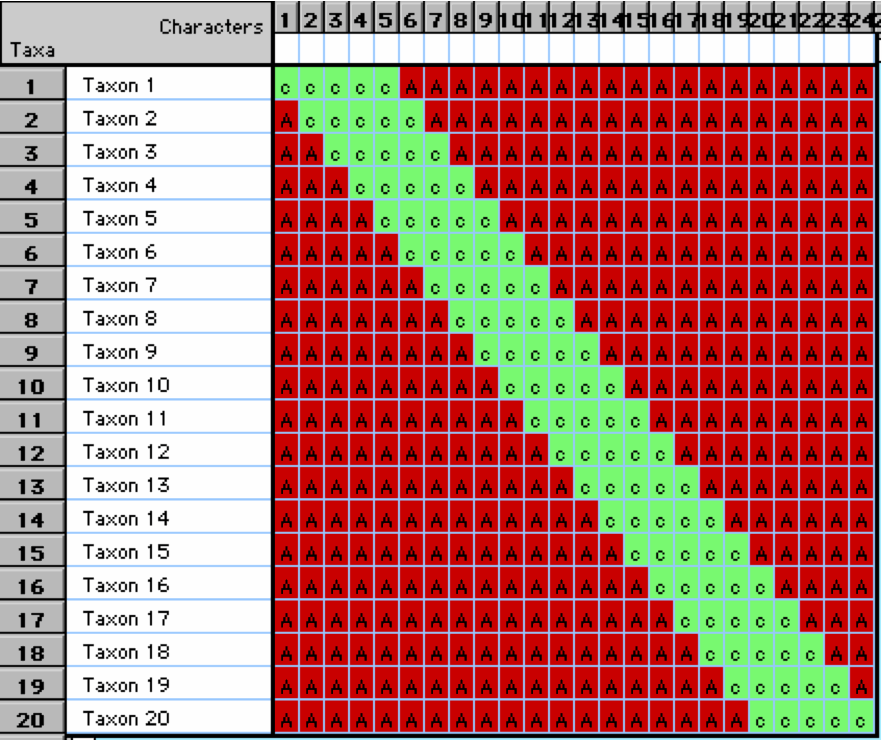 Characters 1 2 3 4 5 6 7 8 9 10 11 12 13 14 15 16 17 18 19 20 21 22 23 24
Taxa
1 Taxon 1 c c c c c A A A A A A A A A A A A A A A A A A A
2 Taxon 2 A c c c c c A A A A A A A A A A A A A A A A A A
3 Taxon 3 A A c c c c c A A A A A A A A A A A A A A A A A
4 Taxon 4 A A A c c c c c A A A A A A A A A A A A A A A A
5 Taxon 5 A A A A c c c c c A A A A A A A A A A A A A A A
6 Taxon 6 A A A A A c c c c c A A A A A A A A A A A A A A
7 Taxon 7 A A A A A A c c c c c A A A A A A A A A A A A A
8 Taxon 8 A A A A A A A c c c c c A A A A A A A A A A A A
9 Taxon 9 A A A A A A A A c c c c c A A A A A A A A A A A
10 Taxon 10 A A A A A A A A A c c c c c A A A A A A A A A A
11 Taxon 11 A A A A A A A A A A c c c c c A A A A A A A A A
12 Taxon 12 A A A A A A A A A A A c c c c c A A A A A A A A
13 Taxon 13 A A A A A A A A A A A A c c c c c A A A A A A A
14 Taxon 14 A A A A A A A A A A A A A c c c c c A A A A A A
15 Taxon 15 A A A A A A A A A A A A A A c c c c c A A A A A
16 Taxon 16 A A A A A A A A A A A A A A A c c c c c A A A A
17 Taxon 17 A A A A A A A A A A A A A A A A c c c c c A A A
18 Taxon 18 A A A A A A A A A A A A A A A A A c c c c c A A
19 Taxon 19 A A A A A A A A A A A A A A A A A A c c c c c A
20 Taxon 20 A A A A A A A A A A A A A A A A A A A c c c c c